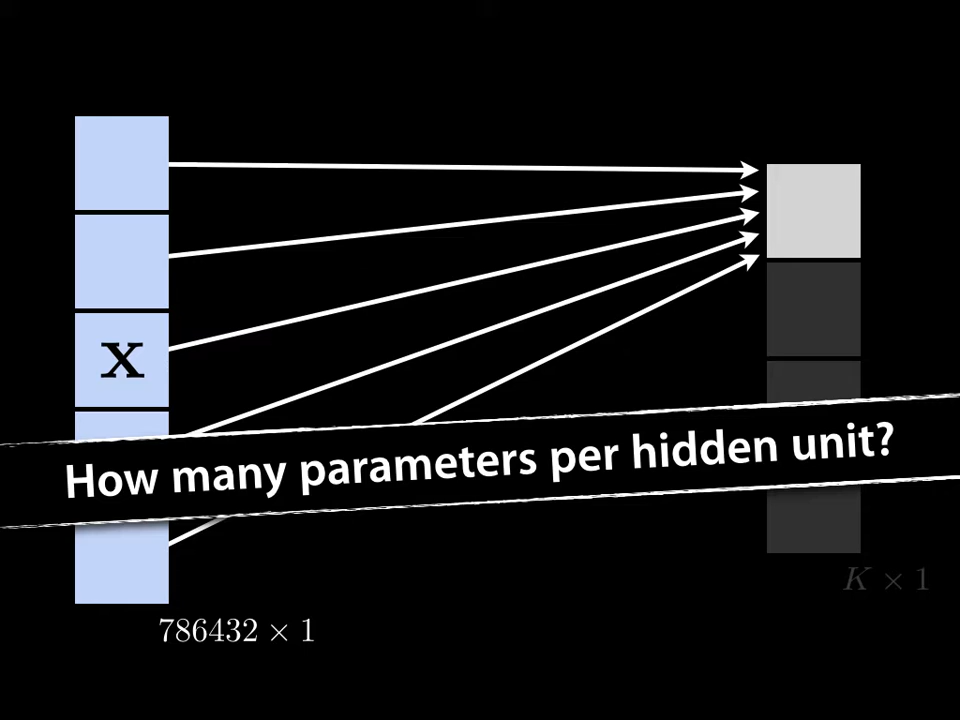 x
How many parameters per hidden unit?
K × 1
786432 × 1